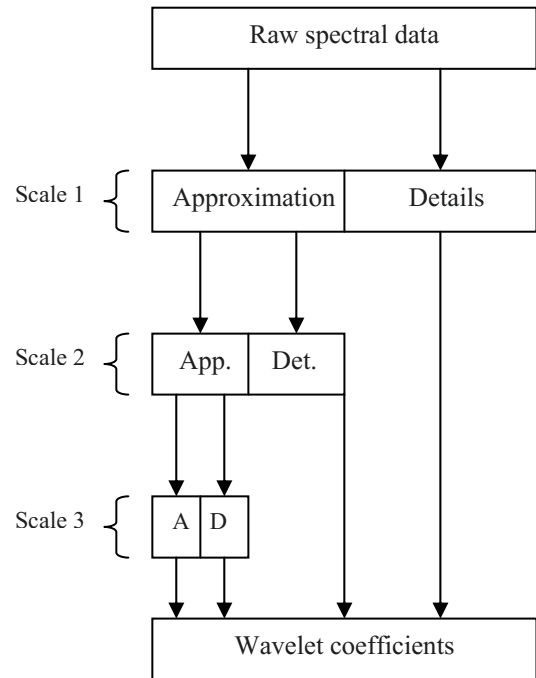 Raw spectral data
Scale 1
Approximation
Details
Scale 2
App.
Det.
Scale 3
A
D
Wavelet coefficients